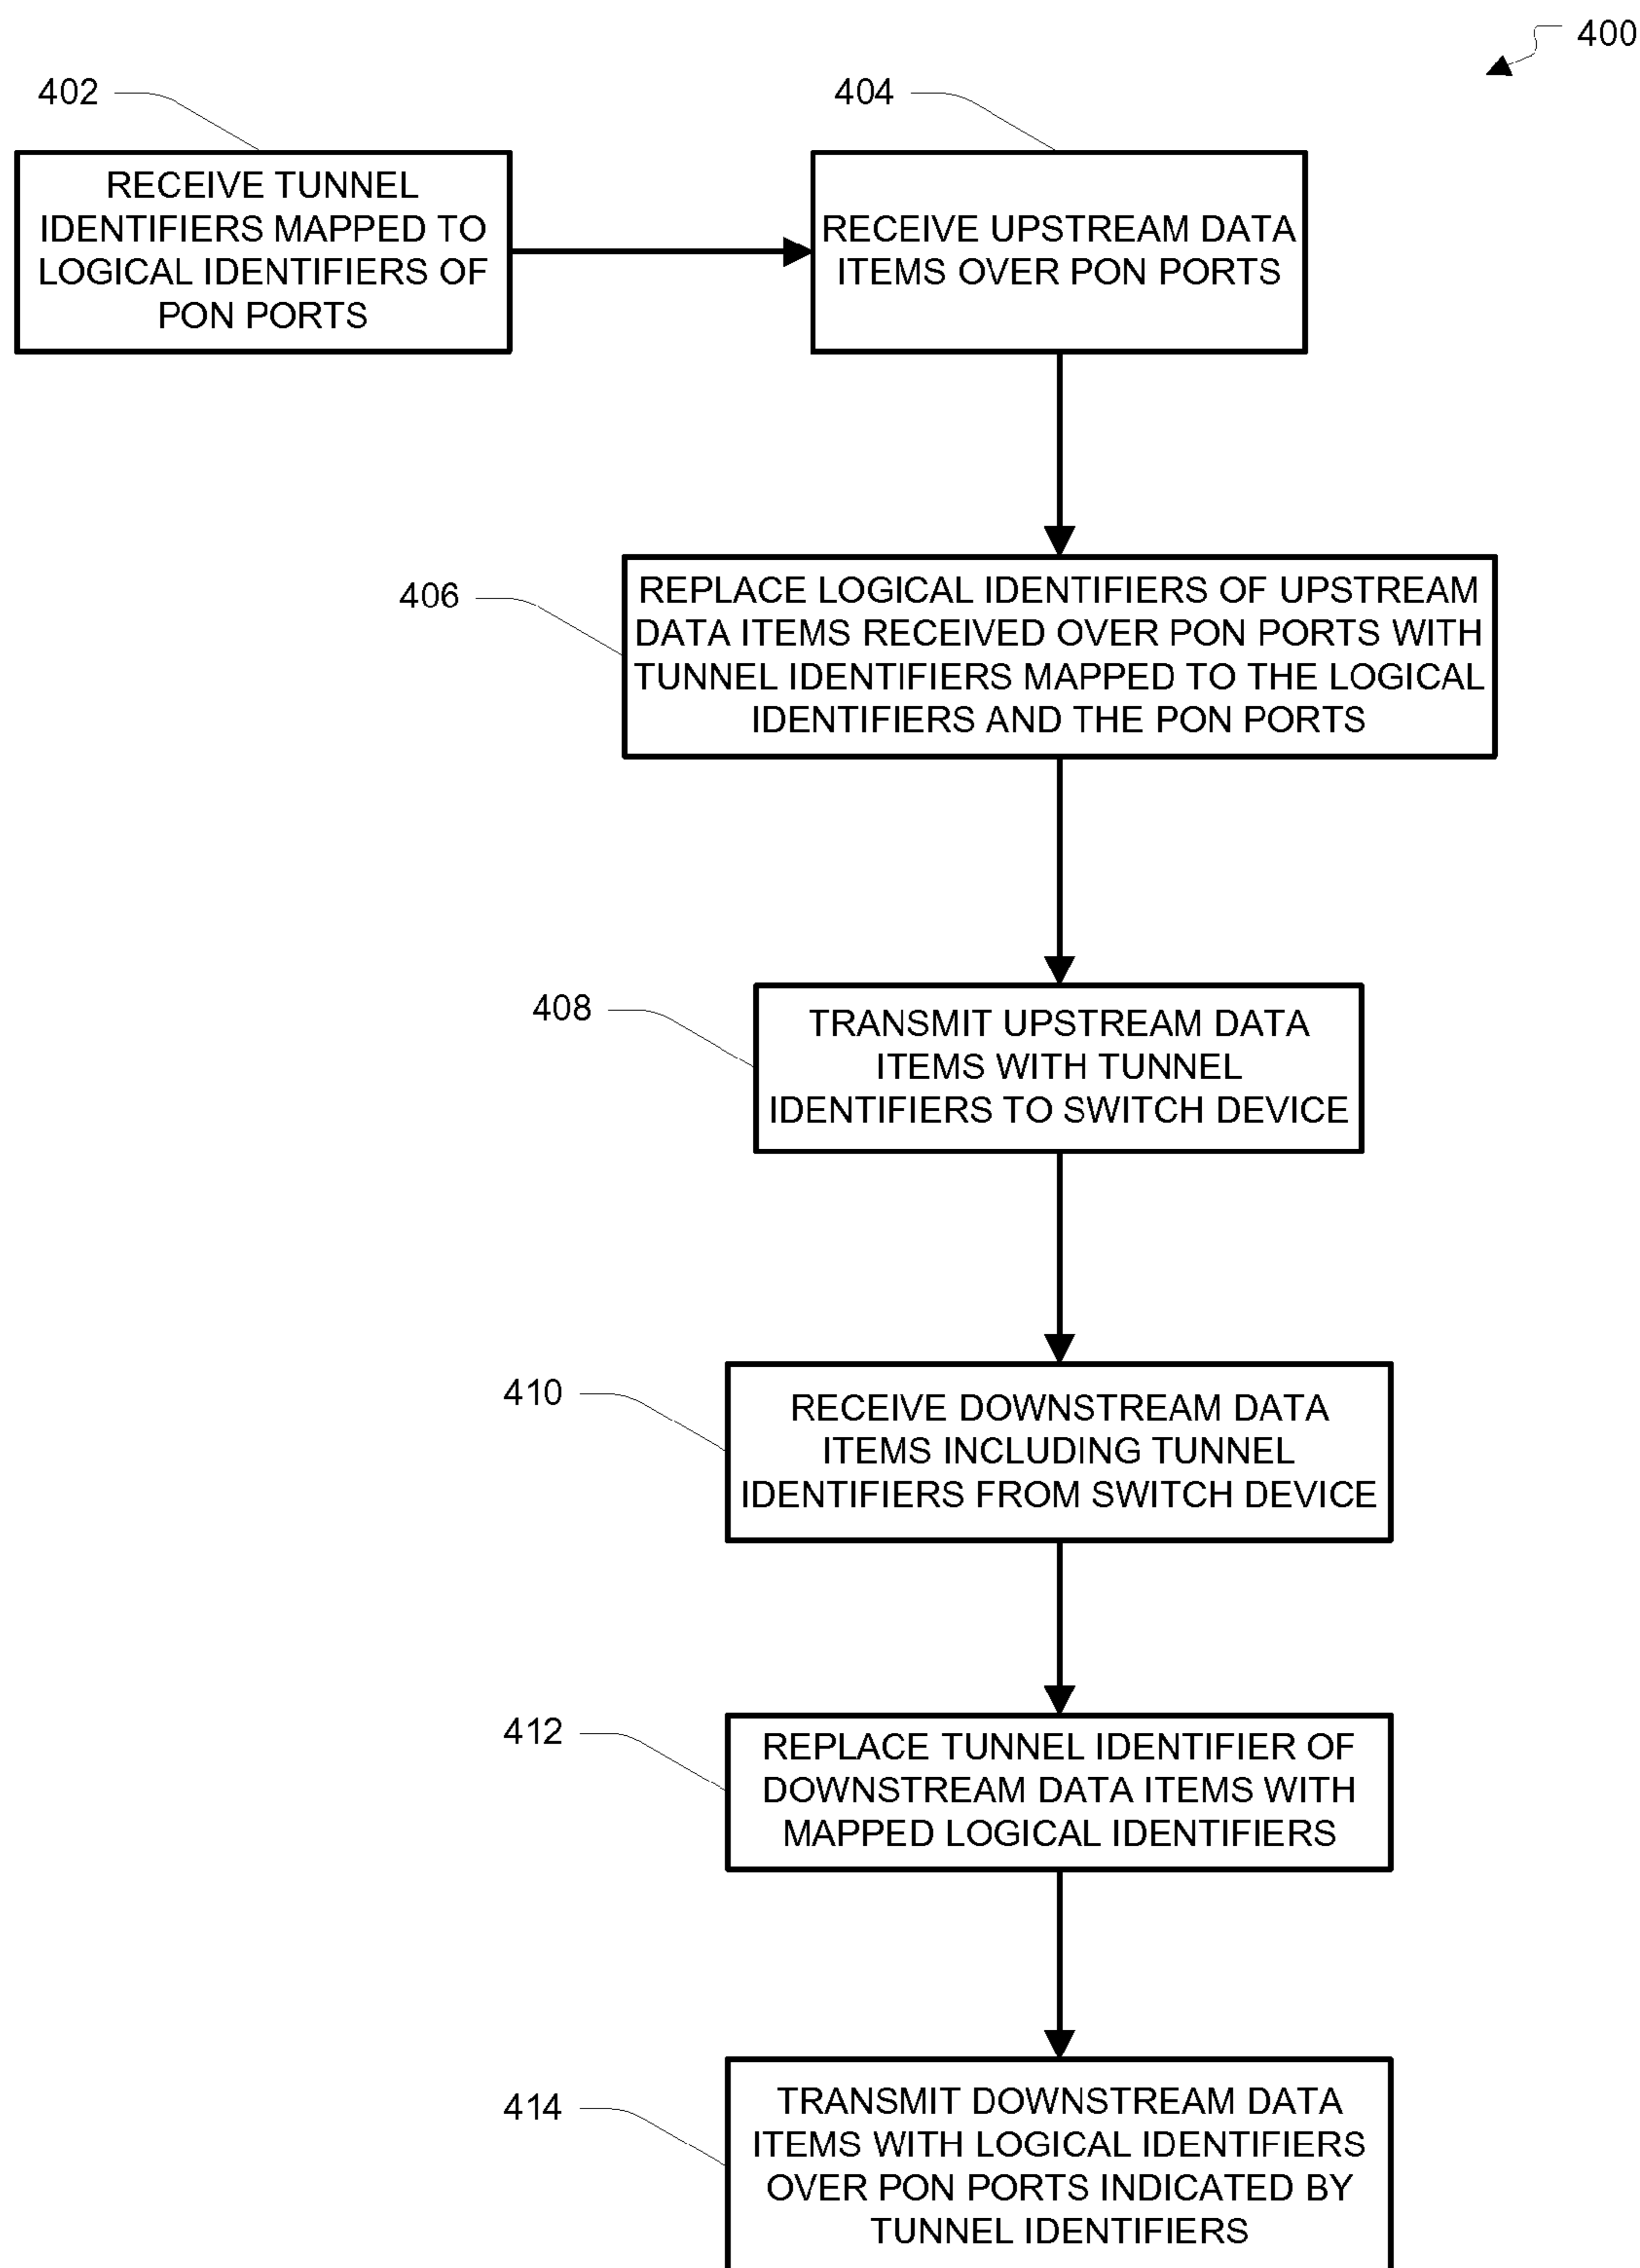 400
402
404
RECEIVE TUNNEL
IDENTIFIERS MAPPED TO
LOGICAL IDENTIFIERS OF
PON PORTS
RECEIVE UPSTREAM DATA
ITEMS OVER PON PORTS
406
REPLACE LOGICAL IDENTIFIERS OF UPSTREAM
DATA ITEMS RECEIVED OVER PON PORTS WITH
TUNNEL IDENTIFIERS MAPPED TO THE LOGICAL
IDENTIFIERS AND THE PON PORTS
408
TRANSMIT UPSTREAM DATA
ITEMS WITH TUNNEL
IDENTIFIERS TO SWITCH DEVICE
410
RECEIVE DOWNSTREAM DATA
ITEMS INCLUDING TUNNEL
IDENTIFIERS FROM SWITCH DEVICE
412
REPLACE TUNNEL IDENTIFIER OF
DOWNSTREAM DATA ITEMS WITH
MAPPED LOGICAL IDENTIFIERS
414
TRANSMIT DOWNSTREAM DATA
ITEMS WITH LOGICAL IDENTIFIERS
OVER PON PORTS INDICATED BY
TUNNEL IDENTIFIERS